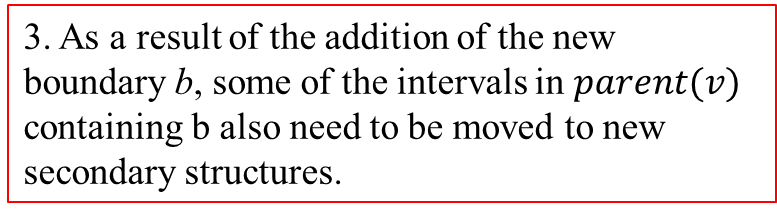 3. As a result of the addition of the new
boundary b, some of the intervals in parent(v)
containing b also need to be moved to new
secondary structures.